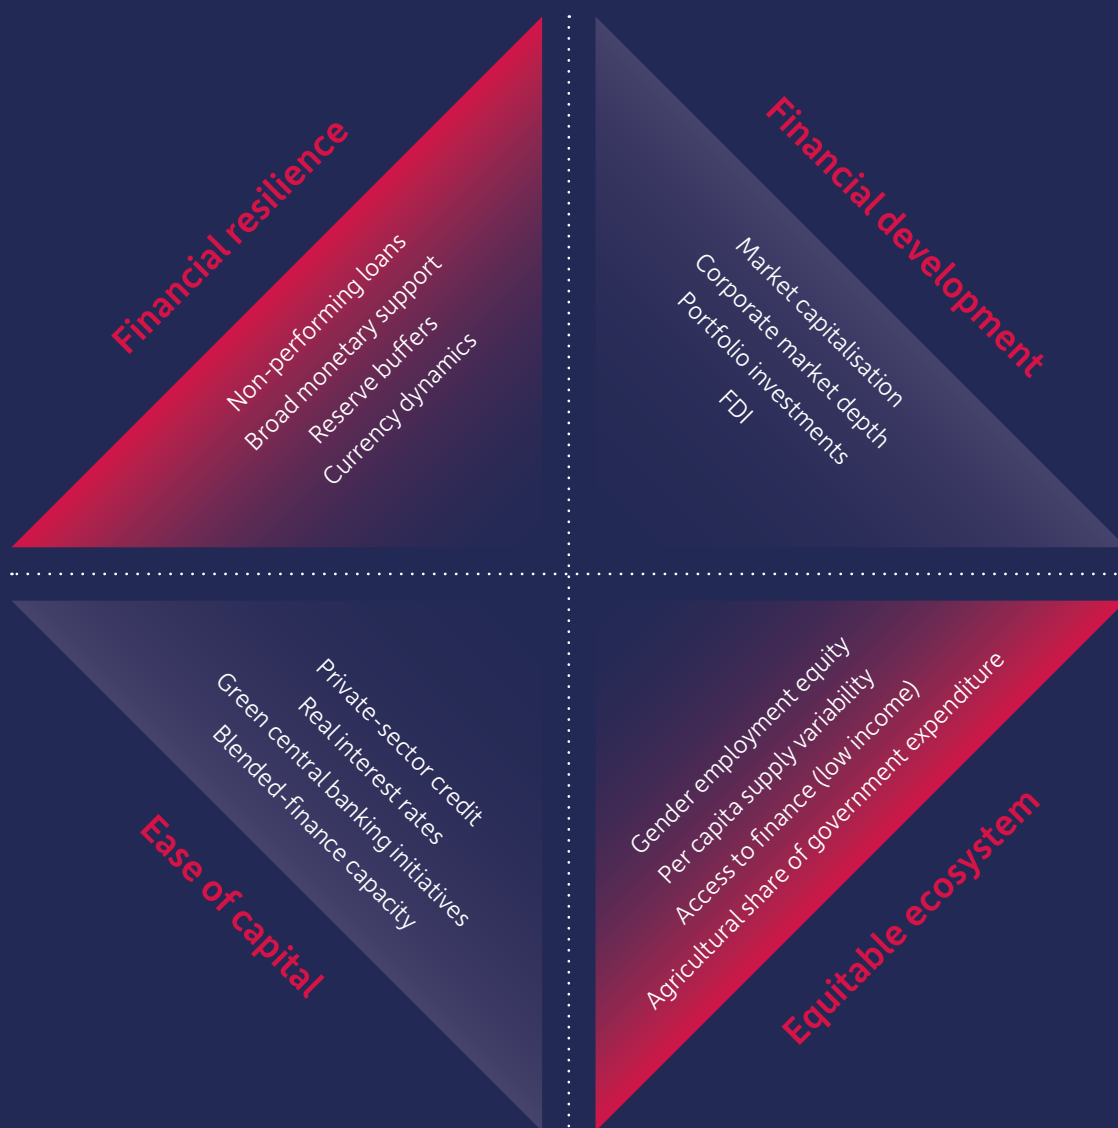 Financial resilience
Non-performing loans
Broad monetary support
Reserve buffers
Currency dynamics
Financial development
Market capitalisation
Corporate market depth
Portfolio investments
FDI
Private-sector credit
Real interest rates
Green central banking initiatives
Blended-finance capacity
Ease of capital
Gender employment equity
Per capita supply variability
Access to finance (low income)
Agricultural share of government expenditure
Equitable ecosystem